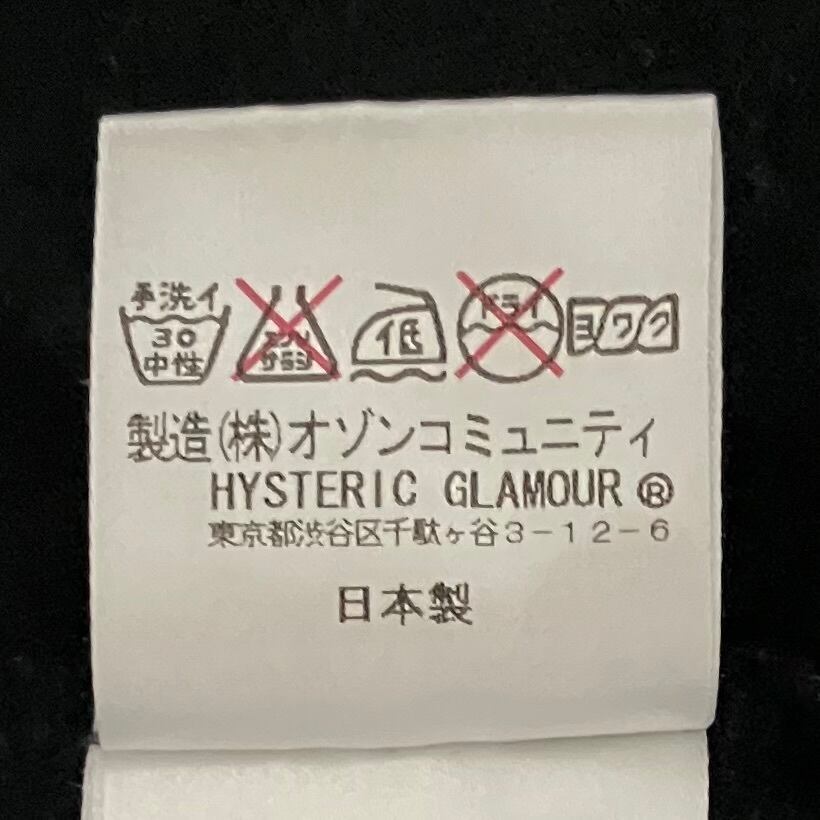 手洗イ
30
中性
エンソ
サラシ
低
ドライ
ヨワク
製造(株)オゾンコミュニティ
HYSTERIC GLAMOUR ®
東京都渋谷区千駄ヶ谷3-12-6
日本製